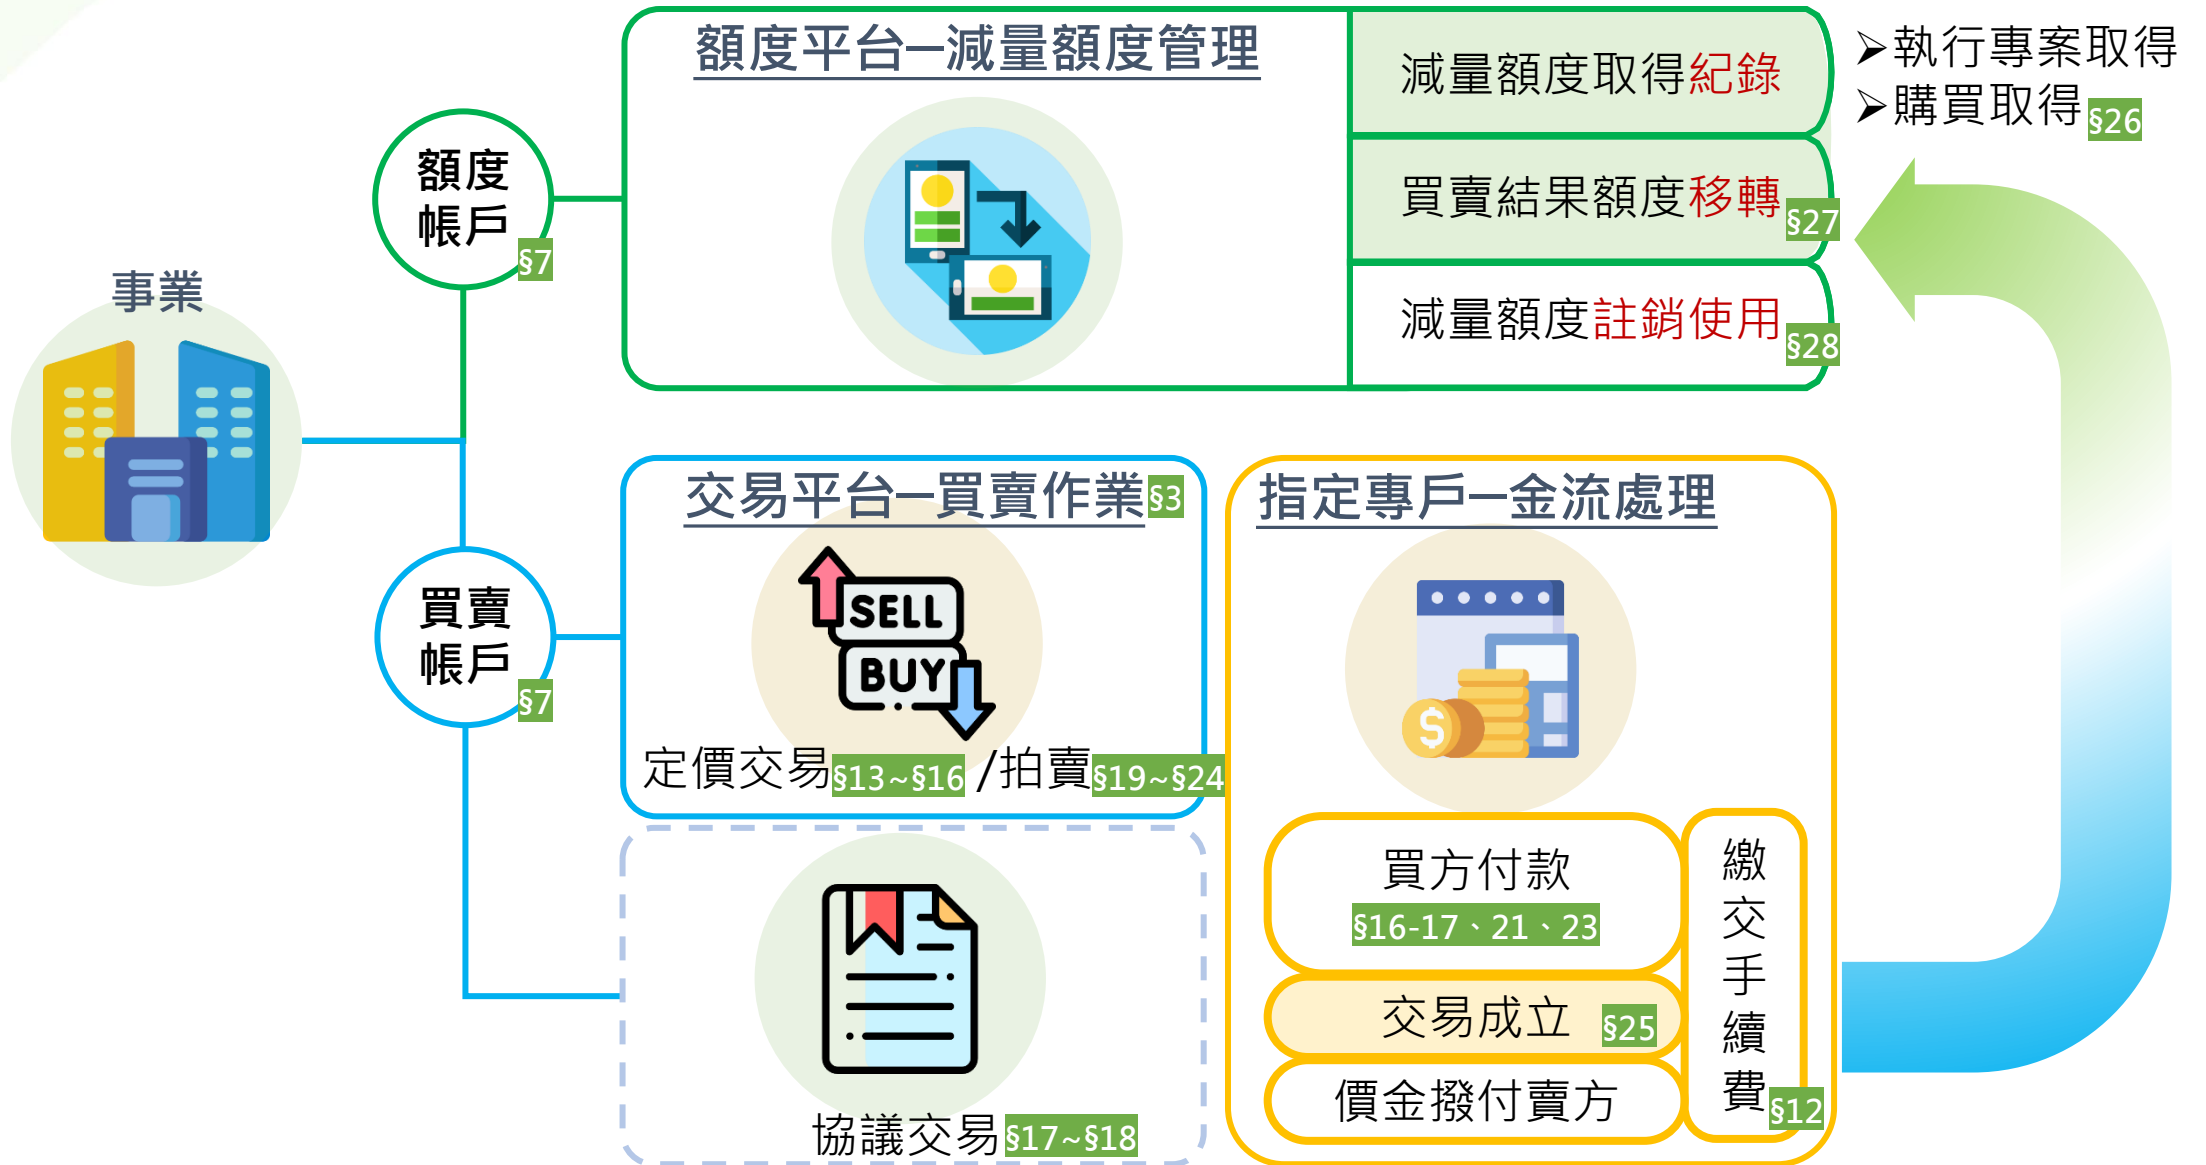 事業
額度
帳戶
§7
額度平台—減量額度管理
減量額度取得紀錄
買賣結果額度移轉
§27
減量額度註銷使用
§28
➢執行專案取得
➢購買取得 §26
買賣
帳戶
§7
交易平台—買賣作業 §3
SELL
BUY
定價交易 §13~§16 /拍賣 §19~§24
協議交易 §17~§18
指定專戶—金流處理
$
買方付款
§16-17、21、23
交易成立 §25
價金撥付賣方
繳交手續費
§12